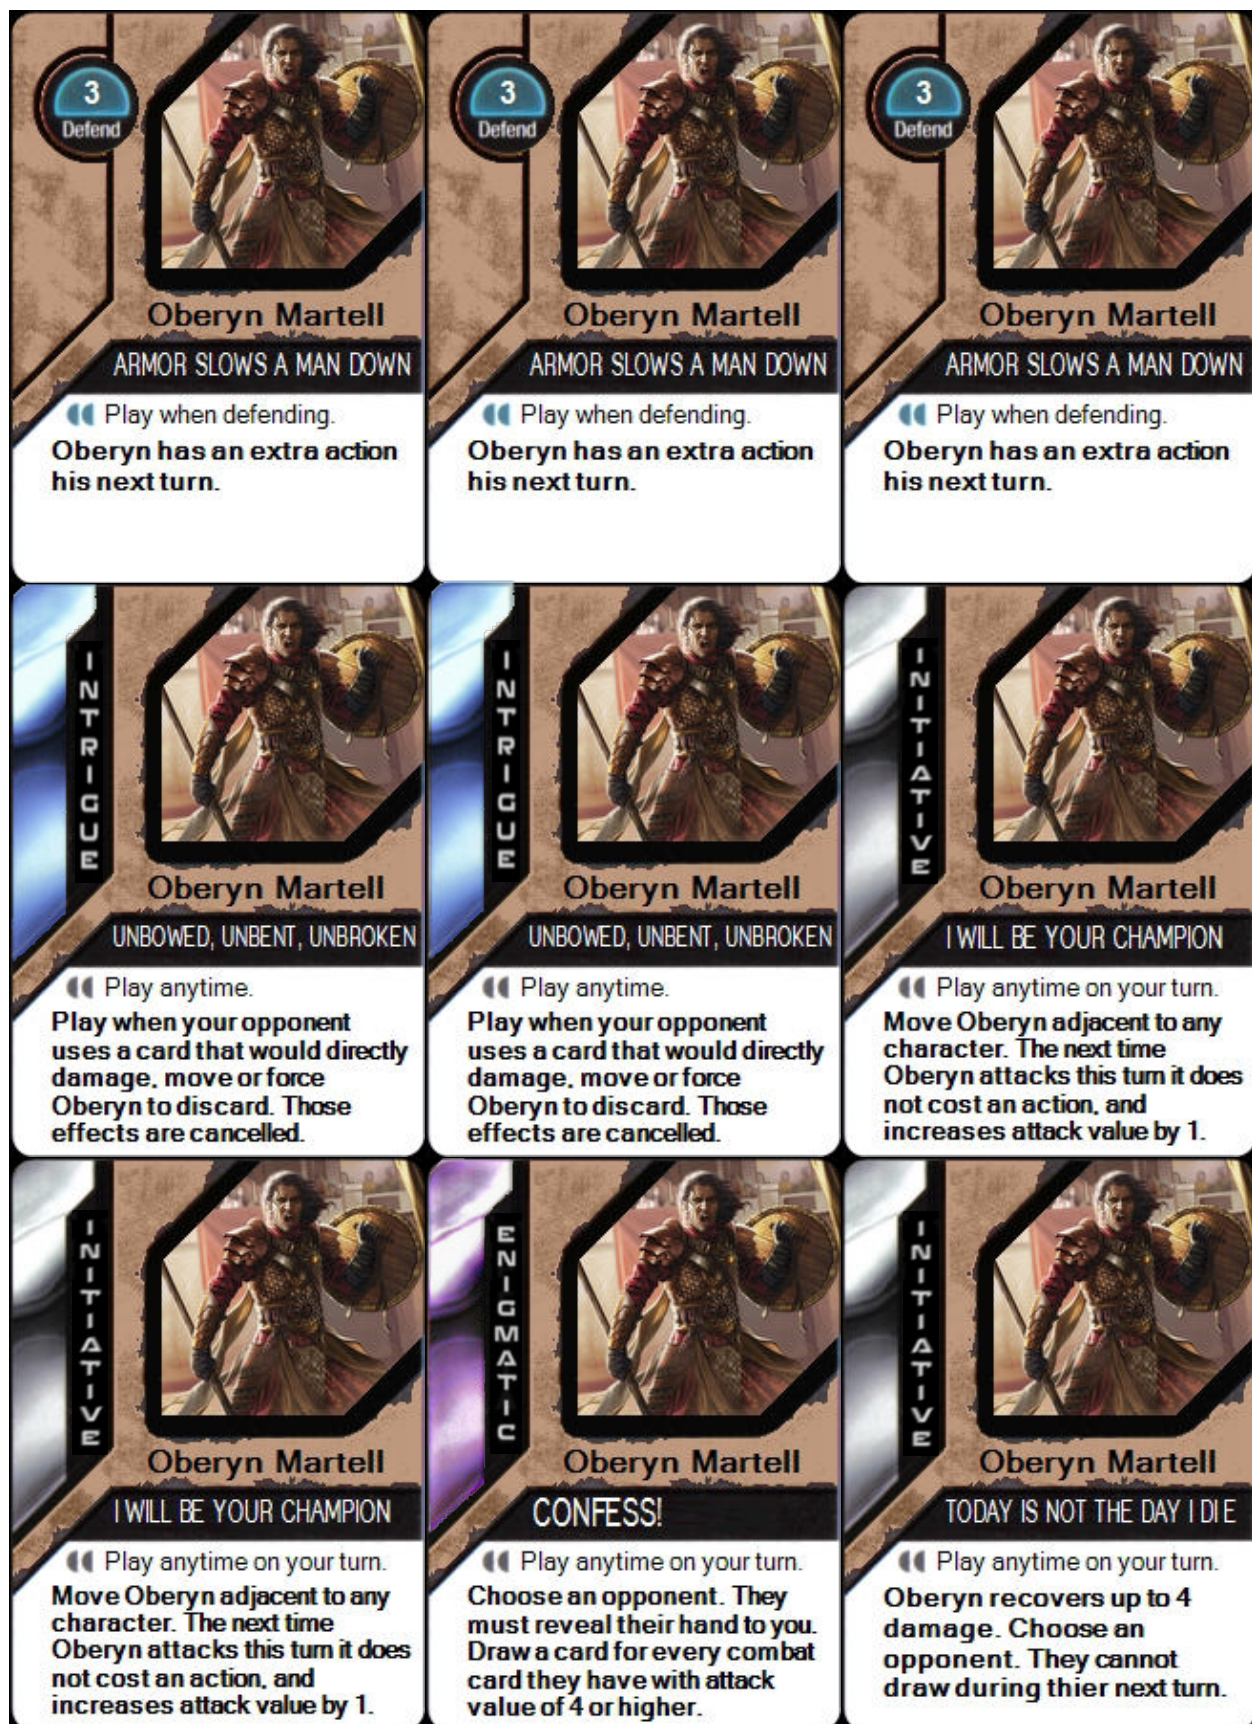 3
Defend
Oberyn Martell
ARMOR SLOWS A MAN DOWN
Play when defending.
Oberyn has an extra action
his next turn.
3
Defend
Oberyn Martell
ARMOR SLOWS A MAN DOWN
Play when defending.
Oberyn has an extra action
his next turn.
3
Defend
Oberyn Martell
ARMOR SLOWS A MAN DOWN
Play when defending.
Oberyn has an extra action
his next turn.
INTRIGUE
Oberyn Martell
UNBOWED, UNBENT, UNBROKEN
Play anytime.
Play when your opponent
uses a card that would directly
damage, move or force
Oberyn to discard. Those
effects are cancelled.
INTRIGUE
Oberyn Martell
UNBOWED, UNBENT, UNBROKEN
Play anytime.
Play when your opponent
uses a card that would directly
damage, move or force
Oberyn to discard. Those
effects are cancelled.
INITIATIVE
Oberyn Martell
I WILL BE YOUR CHAMPION
Play anytime on your turn.
Move Oberyn adjacent to any
character. The next time
Oberyn attacks this turn it does
not cost an action, and
increases attack value by 1.
INITIATIVE
Oberyn Martell
I WILL BE YOUR CHAMPION
Play anytime on your turn.
Move Oberyn adjacent to any
character. The next time
Oberyn attacks this turn it does
not cost an action, and
increases attack value by 1.
ENIGMATIC
Oberyn Martell
CONFESS!
Play anytime on your turn.
Choose an opponent. They
must reveal their hand to you.
Draw a card for every combat
card they have with attack
value of 4 or higher.
INITIATIVE
Oberyn Martell
TODAY IS NOT THE DAY I DIE
Play anytime on your turn.
Oberyn recovers up to 4
damage. Choose an
opponent. They cannot
draw during thier next turn.